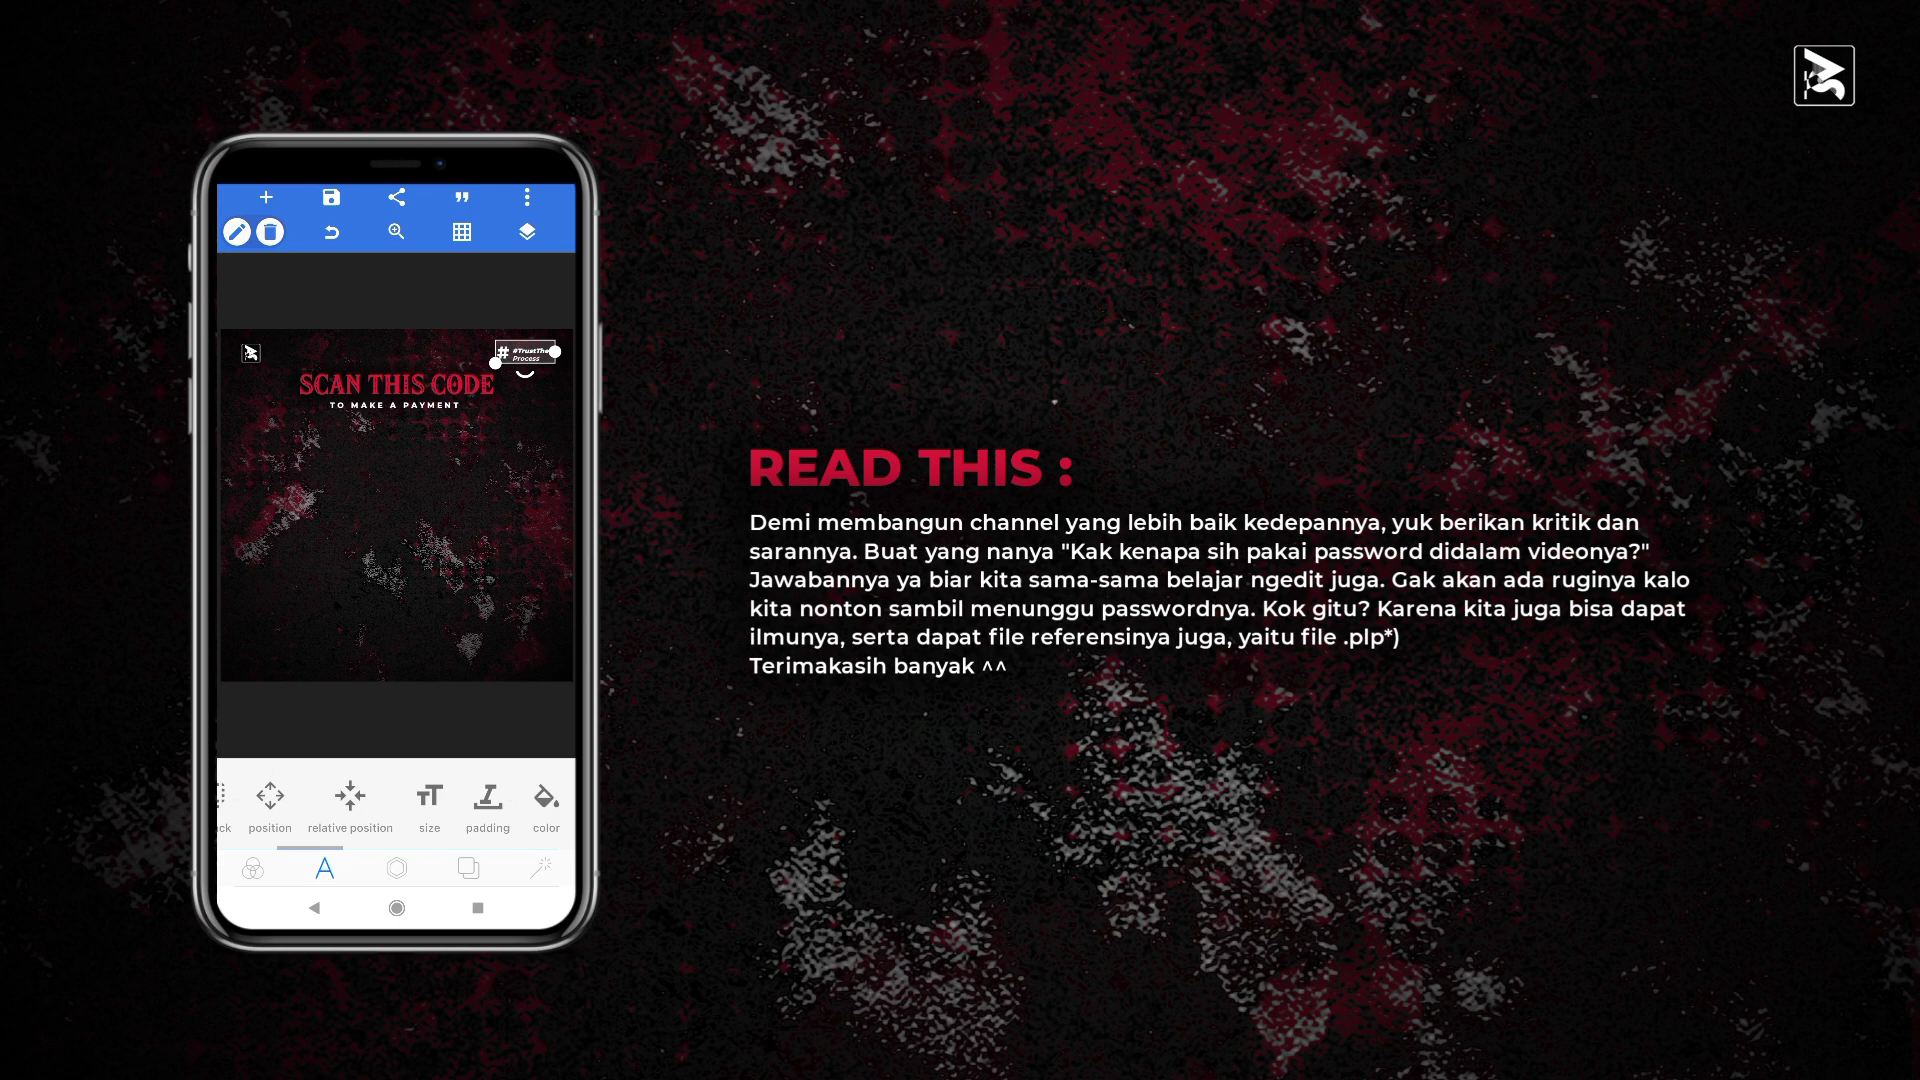 #TrustThe
Process
SCAN THIS CODE
TO MAKE A PAYMENT
position relative position size padding color
READ THIS :
Demi membangun channel yang lebih baik kedepannya, yuk berikan kritik dan
sarannya. Buat yang nanya "Kak kenapa sih pakai password didalam videonya?"
Jawabannya ya biar kita sama-sama belajar ngedit juga. Gak akan ada ruginya kalo
kita nonton sambil menunggu passwordnya. Kok gitu? Karena kita juga bisa dapat
ilmunya, serta dapat file referensinya juga, yaitu file .plp*)
Terimakasih banyak ^^